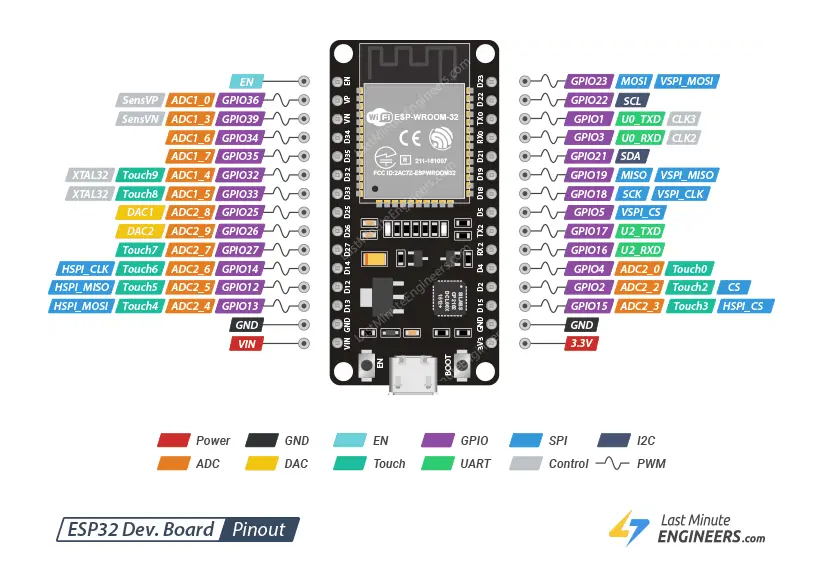 EN EN D23 GPIO23 MOSI VSPI_MOSI
SensVP ADC1_0 GPIO36 VP D22 GPIO22 SCL
SensVN ADC1_3 GPIO39 VN TX0 GPIO1 U0_TXD CLK3
ADC1_6 GPIO34 D34 RX0 GPIO3 U0_RXD CLK2
ADC1_7 GPIO35 D35 D21 GPIO21 SDA
XTAL32 Touch9 ADC1_4 GPIO32 D32 D19 GPIO19 MISO VSPI_MISO
XTAL32 Touch8 ADC1_5 GPIO33 D33 D18 GPIO18 SCK VSPI_CLK
DAC1 ADC2_8 GPIO25 D25 D5 GPIO5 VSPI_CS
DAC2 ADC2_9 GPIO26 D26 TX2 GPIO17 U2_TXD
Touch7 ADC2_7 GPIO27 D27 RX2 GPIO16 U2_RXD
HSPI_CLK Touch6 ADC2_6 GPIO14 D14 D4 GPIO4 ADC2_0 Touch0
HSPI_MISO Touch5 ADC2_5 GPIO12 D12 D2 GPIO2 ADC2_2 Touch2 CS
HSPI_MOSI Touch4 ADC2_4 GPIO13 D13 D15 GPIO15 ADC2_3 Touch3 HSPI_CS
GND GND GND GND
VIN VIN 3V3 3.3V
WiFi ESP-WROOM-32
CE
R 211-161007
FCC ID:2AC7Z-ESPWROOM32
LastMinuteEngineers.com
SILABS
CP210
EN BOOT
Power GND EN GPIO SPI I2C
ADC DAC Touch UART Control PWM
ESP32 Dev. Board Pinout
Last Minute
ENGINEERS.com